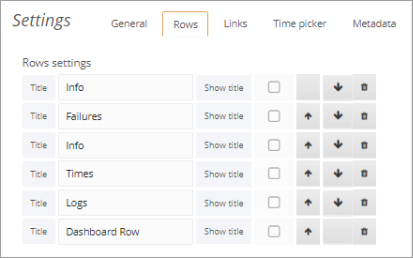 Settings General Rows Links Time picker Metadata
Rows settings
Title Info Show title
Title Failures Show title
Title Info Show title
Title Times Show title
Title Logs Show title
Title Dashboard Row Show title